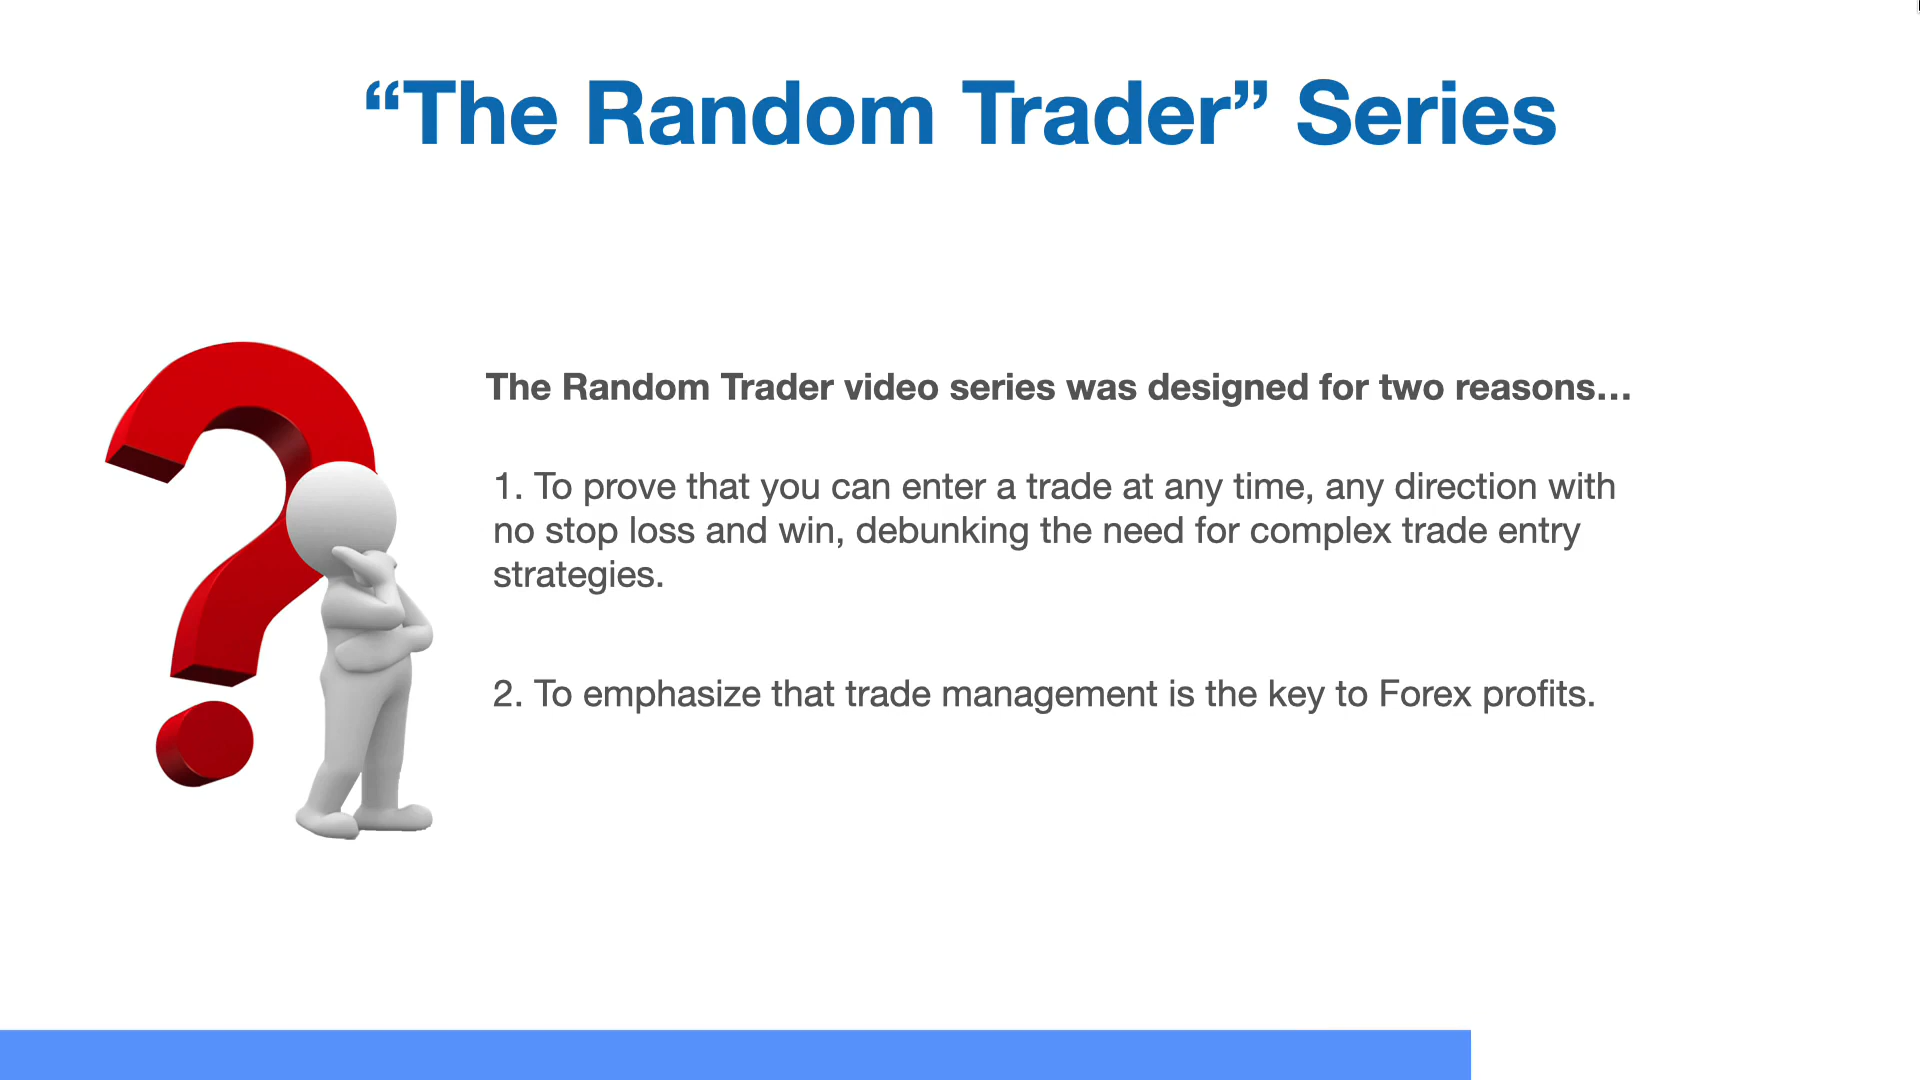 “The Random Trader” Series
The Random Trader video series was designed for two reasons...
1. To prove that you can enter a trade at any time, any direction with
no stop loss and win, debunking the need for complex trade entry
strategies.
2. To emphasize that trade management is the key to Forex profits.